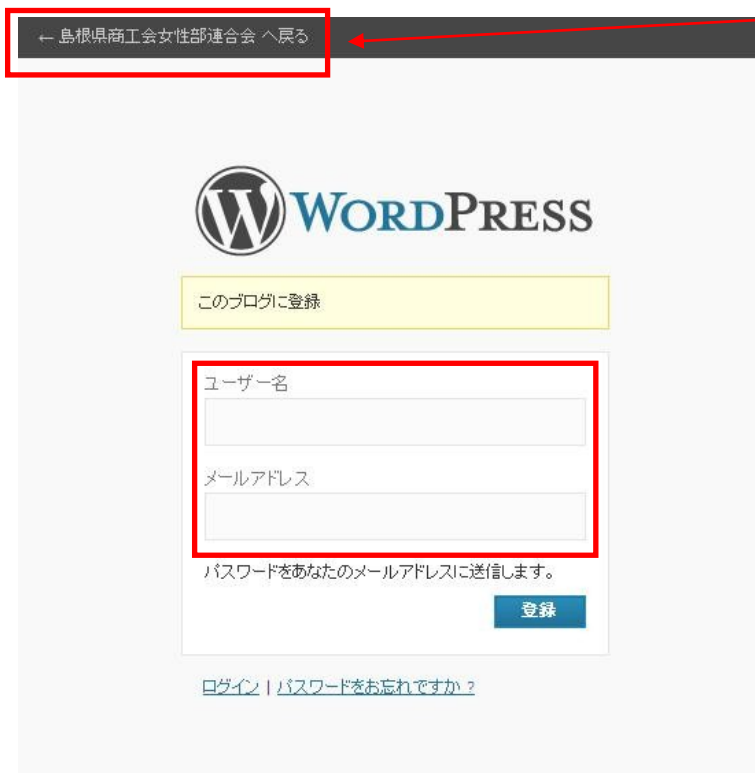 ← 島根県商工会女性部連合会 へ戻る
WORDPRESS
このブログに登録
ユーザー名
メールアドレス
パスワードをあなたのメールアドレスに送信します。
登録
ログイン | パスワードをお忘れですか ?